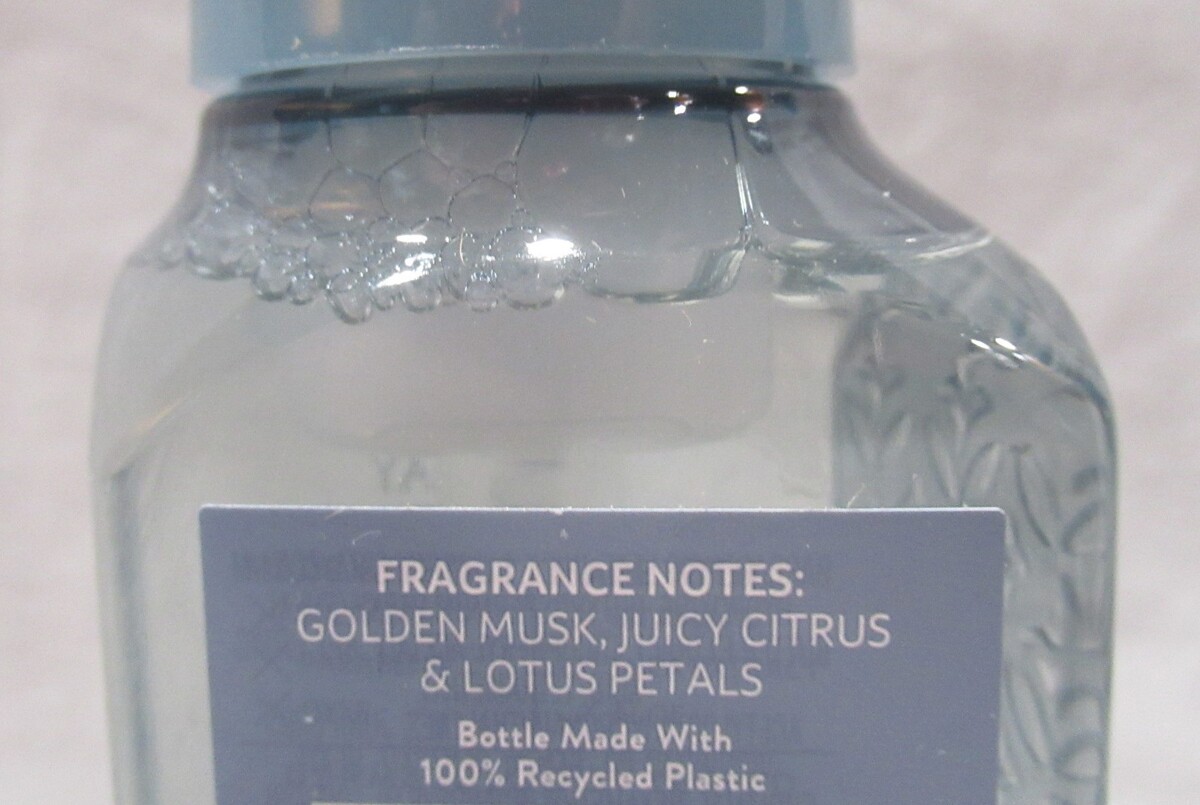 FRAGRANCE NOTES:
GOLDEN MUSK, JUICY CITRUS
& LOTUS PETALS
Bottle Made With
100% Recycled Plastic